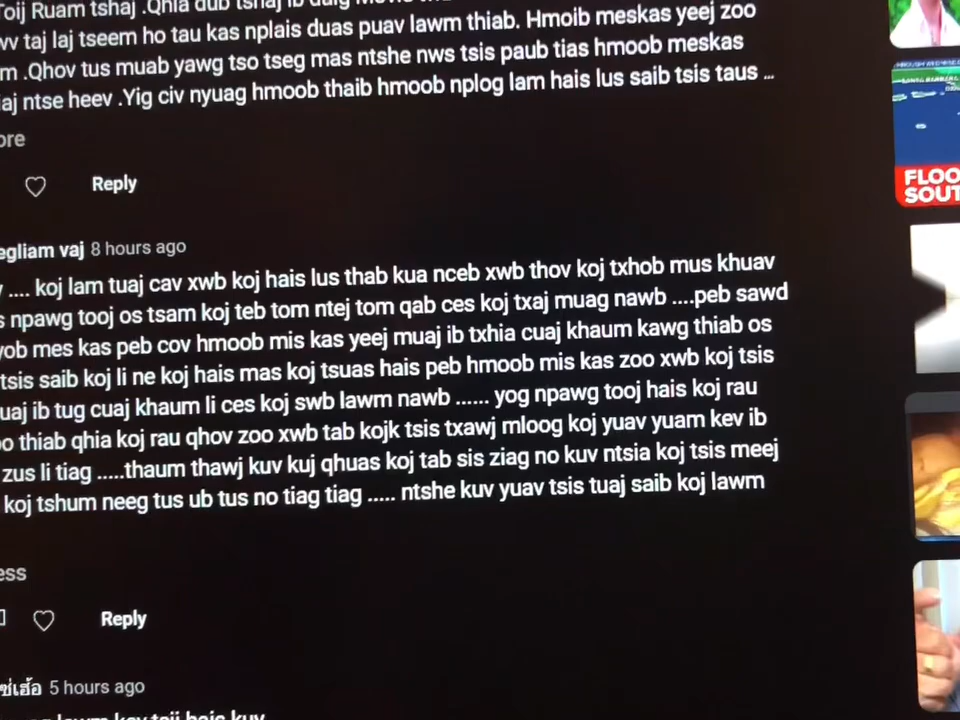 Toij Ruam tshaj .Qhia dub tshaj ib
taj laj tseem ho tau kas nplais duas puav lawm thiab. Hmoib meskas yeej zoo
.Qhov tus muab yawg tso tseg mas ntshe nws tsis paub tias hmoob meskas
ntse heev .Yig civ nyuag hmoob thaib hmoob nplog lam hais lus saib tsis taus ...
ore
Reply
egliam vaj 8 hours ago
.... koj lam tuaj cav xwb koj hais lus thab kua nceb xwb thov koj txhob mus khuav
npawg tooj os tsam koj teb tom ntej tom qab ces koj txaj muag nawb ....peb sawd
yob mes kas peb cov hmoob mis kas yeej muaj ib txhia cuaj khaum kawg thiab os
tsis saib koj li ne koj hais mas koj tsuas hais peb hmoob mis kas zoo xwb koj tsis
uaj ib tug cuaj khaum li ces koj swb lawm nawb ...... yog npawg tooj hais koj rau
thiab qhia koj rau qhov zoo xwb tab kojk tsis txawj mloog koj yuav yuam kev ib
zus li tiag .....thaum thawj kuv kuj qhuas koj tab sis ziag no kuv ntsia koj tsis meej
koj tshum neeg tus ub tus no tiag tiag ..... ntshe kuv yuav tsis tuaj saib koj lawm
ess
Reply
5 hours ago
lawm kev taij hais kuv
FLOO
SOUT